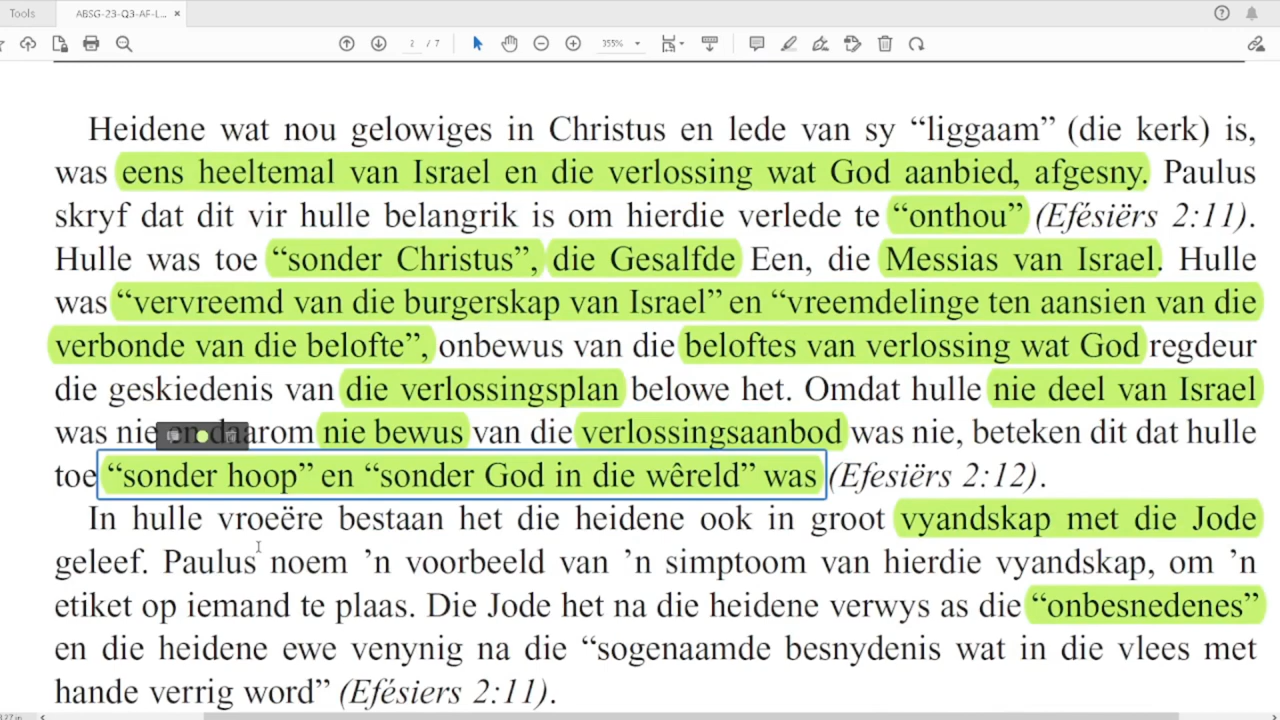 Tools
ABSG-23-Q3-AF-L...
2 / 7
355%
Heidene wat nou gelowiges in Christus en lede van sy “liggaam” (die kerk) is,
was eens heeltemal van Israel en die verlossing wat God aanbied, afgesny. Paulus
skryf dat dit vir hulle belangrik is om hierdie verlede te “onthou” (Efésiërs 2:11).
Hulle was toe “sonder Christus”, die Gesalfde Een, die Messias van Israel. Hulle
was “vervreemd van die burgerskap van Israel” en “vreemdelinge ten aansien van die
verbonde van die belofte”, onbewus van die beloftes van verlossing wat God regdeur
die geskiedenis van die verlossingsplan belowe het. Omdat hulle nie deel van Israel
was nie en daarom nie bewus van die verlossingsaanbod was nie, beteken dit dat hulle
toe “sonder hoop” en “sonder God in die wêreld” was (Efesiërs 2:12).
In hulle vroeëre bestaan het die heidene ook in groot vyandskap met die Jode
geleef. Paulus noem ’n voorbeeld van ’n simptoom van hierdie vyandskap, om ’n
etiket op iemand te plaas. Die Jode het na die heidene verwys as die “onbesnedenes”
en die heidene ewe venynig na die “sogenaamde besnydenis wat in die vlees met
hande verrig word” (Efésiers 2:11).